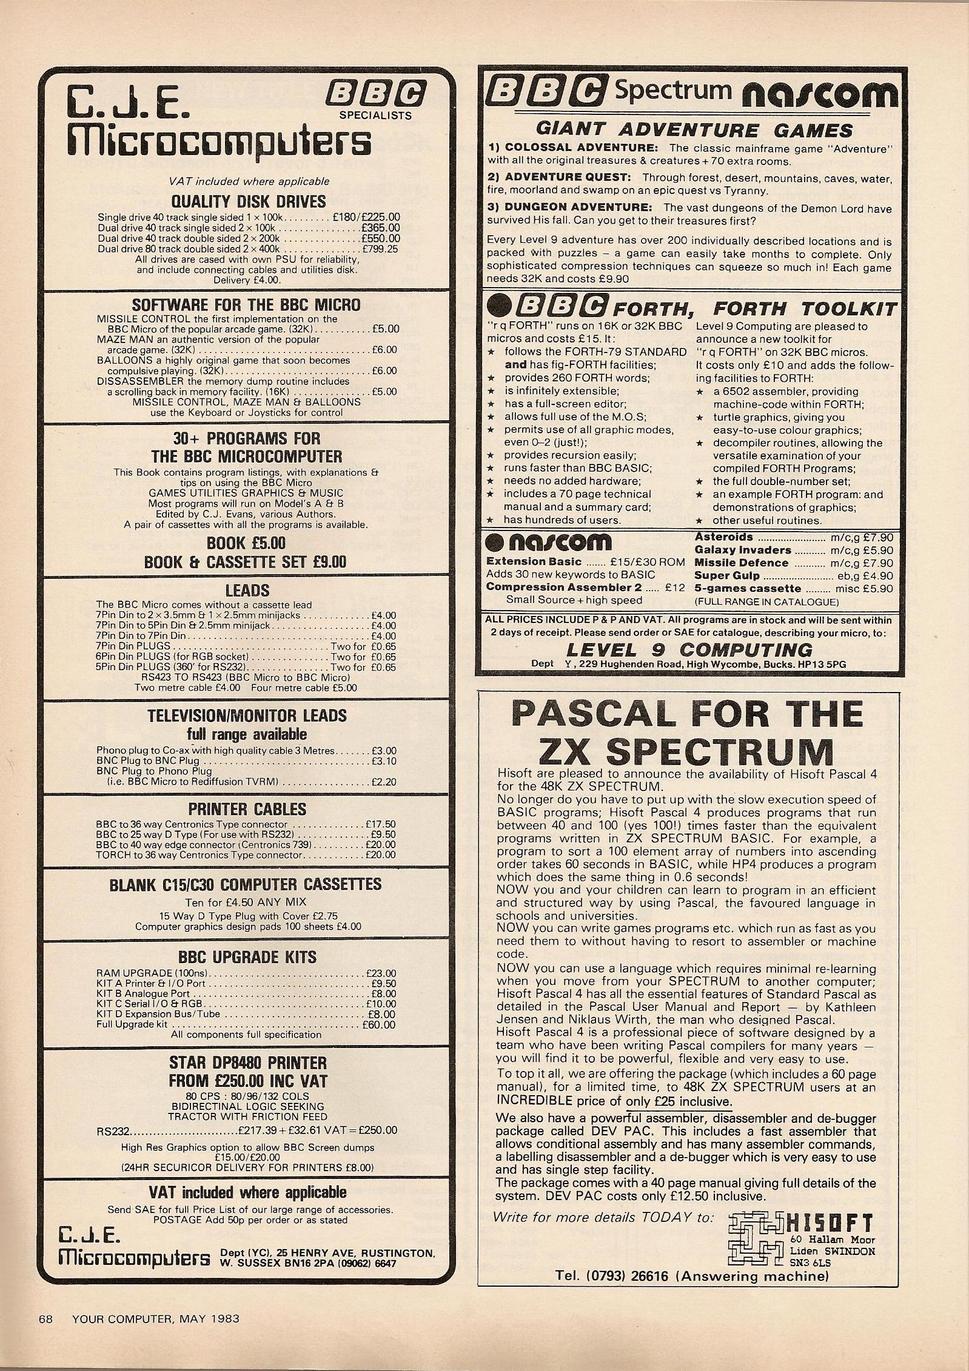 C.J.E.
Microcomputers
BBC
SPECIALISTS
VAT included where applicable
QUALITY DISK DRIVES
Single drive 40 track single sided 1 × 100k......... £180/£225.00
Dual drive 40 track single sided 2 × 100k ...............£365.00
Dual drive 40 track double sided 2 × 200k ..............£550.00
Dual drive 80 track double sided 2 × 400k ..............£799.25
All drives are cased with own PSU for reliability,
and include connecting cables and utilities disk.
Delivery £4.00.
SOFTWARE FOR THE BBC MICRO
MISSILE CONTROL the first implementation on the
BBC Micro of the popular arcade game. (32K)........... £5.00
MAZE MAN an authentic version of the popular
arcade game. (32K) ................................. £6.00
BALLOONS a highly original game that soon becomes
compulsive playing. (32K)............................ £6.00
DISSASSEMBLER the memory dump routine includes
a scrolling back in memory facility. (16K) ............... £5.00
MISSILE CONTROL, MAZE MAN & BALLOONS
use the Keyboard or Joysticks for control
30+ PROGRAMS FOR
THE BBC MICROCOMPUTER
This Book contains program listings, with explanations &
tips on using the BBC Micro
GAMES UTILITIES GRAPHICS & MUSIC
Most programs will run on Model's A & B
Edited by C.J. Evans, various Authors.
A pair of cassettes with all the programs is available.
BOOK £5.00
BOOK & CASSETTE SET £9.00
LEADS
The BBC Micro comes without a cassette lead
7Pin Din to 2 × 3.5mm & 1 × 2.5mm minijacks............. £4.00
7Pin Din to 5Pin Din & 2.5mm minijack................... £4.00
7Pin Din to 7Pin Din................................... £4.00
7Pin Din PLUGS..............................Two for £0.65
6Pin Din PLUGS (for RGB socket) ............... Two for £0.65
5Pin Din PLUGS (360' for RS232)................Two for £0.65
RS423 TO RS423 (BBC Micro to BBC Micro)
Two metre cable £4.00 Four metre cable £5.00
TELEVISION/MONITOR LEADS
full range available
Phono plug to Co-ax with high quality cable 3 Metres....... £3.00
BNC Plug to BNC Plug ................................ £3.10
BNC Plug to Phono Plug
(i.e. BBC Micro to Rediffusion TVRM) ................. £2.20
PRINTER CABLES
BBC to 36 way Centronics Type connector .............. £17.50
BBC to 25 way D Type (For use with RS232) .............. £9.50
BBC to 40 way edge connector (Centronics 739)..........£20.00
TORCH to 36 way Centronics Type connector............ £20.00
BLANK C15/C30 COMPUTER CASSETTES
Ten for £4.50 ANY MIX
15 Way D Type Plug with Cover £2.75
Computer graphics design pads 100 sheets £4.00
BBC UPGRADE KITS
RAM UPGRADE (100ns)............................... £23.00
KIT A Printer & I/O Port ............................... £9.50
KIT B Analogue Port .................................. £8.00
KIT C Serial I/O & RGB............................... £10.00
KIT D Expansion Bus/Tube ............................ £8.00
Full Upgrade kit ..................................... £60.00
All components full specification
STAR DP8480 PRINTER
FROM £250.00 INC VAT
80 CPS : 80/96/132 COLS
BIDIRECTINAL LOGIC SEEKING
TRACTOR WITH FRICTION FEED
RS232..........................£217.39 + £32.61 VAT = £250.00
High Res Graphics option to allow BBC Screen dumps
£15.00/£20.00
(24HR SECURICOR DELIVERY FOR PRINTERS £8.00)
VAT included where applicable
Send SAE for full Price List of our large range of accessories.
POSTAGE Add 50p per order or as stated
C.J.E.
Microcomputers
Dept (YC), 25 HENRY AVE, RUSTINGTON,
W. SUSSEX BN16 2PA (09062) 6647
BBC Spectrum nascom
GIANT ADVENTURE GAMES
1) COLOSSAL ADVENTURE: The classic mainframe game "Adventure"
with all the original treasures & creatures + 70 extra rooms.
2) ADVENTURE QUEST: Through forest, desert, mountains, caves, water,
fire, moorland and swamp on an epic quest vs Tyranny.
3) DUNGEON ADVENTURE: The vast dungeons of the Demon Lord have
survived His fall. Can you get to their treasures first?
Every Level 9 adventure has over 200 individually described locations and is
packed with puzzles – a game can easily take months to complete. Only
sophisticated compression techniques can squeeze so much in! Each game
needs 32K and costs £9.90
BBC FORTH, FORTH TOOLKIT
"r q FORTH" runs on 16K or 32K BBC
micros and costs £15. It:
★ follows the FORTH-79 STANDARD
and has fig-FORTH facilities;
★ provides 260 FORTH words;
★ is infinitely extensible;
★ has a full-screen editor;
★ allows full use of the M.O.S;
★ permits use of all graphic modes,
even 0–2 (just!);
★ provides recursion easily;
★ runs faster than BBC BASIC;
★ needs no added hardware;
★ includes a 70 page technical
manual and a summary card;
★ has hundreds of users.
Level 9 Computing are pleased to
announce a new toolkit for
"r q FORTH" on 32K BBC micros.
It costs only £10 and adds the follow-
ing facilities to FORTH:
★ a 6502 assembler, providing
machine-code within FORTH;
★ turtle graphics, giving you
easy-to-use colour graphics;
★ decompiler routines, allowing the
versatile examination of your
compiled FORTH Programs;
★ the full double-number set;
★ an example FORTH program: and
demonstrations of graphics;
★ other useful routines.
nascom
Extension Basic ...... £15/£30 ROM
Adds 30 new keywords to BASIC
Compression Assembler 2 ..... £12
Small Source + high speed
Asteroids ...................... m/c,g £7.90
Galaxy Invaders ........... m/c,g £5.90
Missile Defence ........... m/c,g £7.90
Super Gulp ....................... eb,g £4.90
5-games cassette ........ misc £5.90
(FULL RANGE IN CATALOGUE)
ALL PRICES INCLUDE P & P AND VAT. All programs are in stock and will be sent within
2 days of receipt. Please send order or SAE for catalogue, describing your micro, to:
LEVEL 9 COMPUTING
Dept Y, 229 Hughenden Road, High Wycombe, Bucks. HP13 5PG
PASCAL FOR THE
ZX SPECTRUM
Hisoft are pleased to announce the availability of Hisoft Pascal 4
for the 48K ZX SPECTRUM.
No longer do you have to put up with the slow execution speed of
BASIC programs; Hisoft Pascal 4 produces programs that run
between 40 and 100 (yes 100!) times faster than the equivalent
programs written in ZX SPECTRUM BASIC. For example, a
program to sort a 100 element array of numbers into ascending
order takes 60 seconds in BASIC, while HP4 produces a program
which does the same thing in 0.6 seconds!
NOW you and your children can learn to program in an efficient
and structured way by using Pascal, the favoured language in
schools and universities.
NOW you can write games programs etc. which run as fast as you
need them to without having to resort to assembler or machine
code.
NOW you can use a language which requires minimal re-learning
when you move from your SPECTRUM to another computer;
Hisoft Pascal 4 has all the essential features of Standard Pascal as
detailed in the Pascal User Manual and Report — by Kathleen
Jensen and Niklaus Wirth, the man who designed Pascal.
Hisoft Pascal 4 is a professional piece of software designed by a
team who have been writing Pascal compilers for many years —
you will find it to be powerful, flexible and very easy to use.
To top it all, we are offering the package (which includes a 60 page
manual), for a limited time, to 48K ZX SPECTRUM users at an
INCREDIBLE price of only £25 inclusive.
We also have a powerful assembler, disassembler and de-bugger
package called DEV PAC. This includes a fast assembler that
allows conditional assembly and has many assembler commands,
a labelling disassembler and a de-bugger which is very easy to use
and has single step facility.
The package comes with a 40 page manual giving full details of the
system. DEV PAC costs only £12.50 inclusive.
Write for more details TODAY to:
HISOFT
60 Hallam Moor
Liden SWINDON
SN3 6LS
Tel. (0793) 26616 (Answering machine)
68 YOUR COMPUTER, MAY 1983